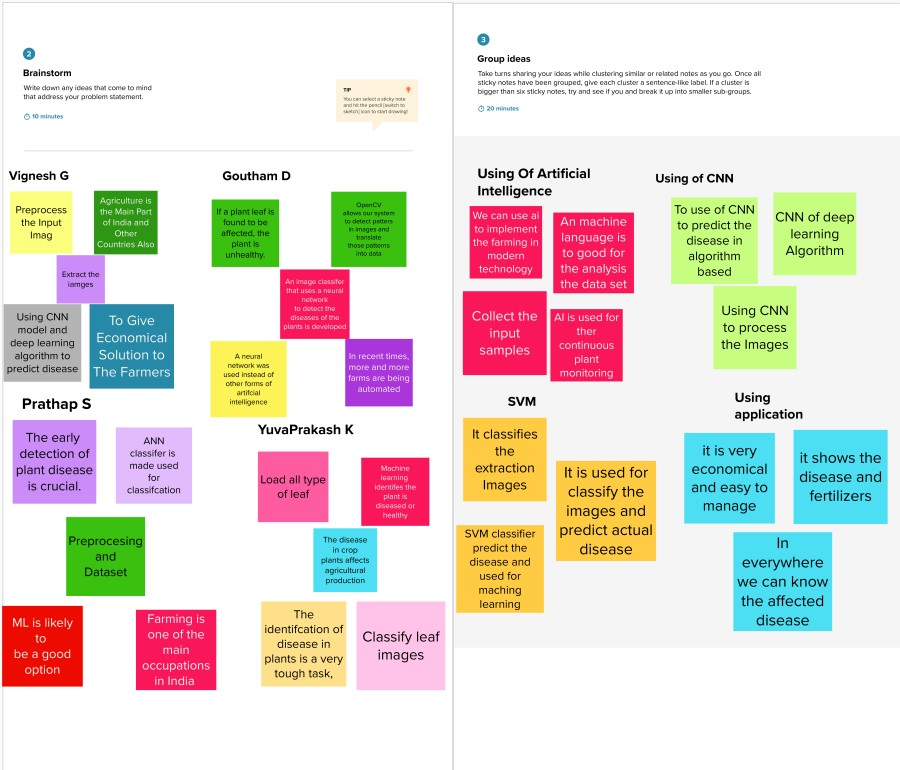 2
Brainstorm
Write down any ideas that come to mind
that address your problem statement.
10 minutes
TIP
You can select a sticky note
and hit the pencil [switch to
sketch] icon to start drawing!
Vignesh G
Preprocess
the Input
Imag
Agriculture is
the Main Part
of India and
Other
Countries Also
Extract the
iamges
Using CNN
model and
deep learning
algorithm to
predict disease
To Give
Economical
Solution to
The Farmers
Goutham D
If a plant leaf is
found to be
affected, the
plant is
unhealthy.
OpenCV
allows our system
to detect patters
in images and
translate
those patterns
into data
An image classifer
that uses a neural
network
to detect the
diseases of the
plants is developed
A neural
network was
used instead of
other forms of
artifcial
intelligence
In recent times,
more and more
farms are being
automated
Prathap S
The early
detection of
plant disease
is crucial.
ANN
classifer is
made used
for
classifcation
Preprocesing
and
Dataset
ML is likely
to
be a good
option
Farming is
one of the
main
occupations
in India
YuvaPrakash K
Load all type
of leaf
Machine
learning
identifes the
plant is
diseased or
healthy
The disease
in crop
plants affects
agricultural
production
The
identifcation of
disease in
plants is a very
tough task,
Classify leaf
images
3
Group ideas
Take turns sharing your ideas while clustering similar or related notes as you go. Once all
sticky notes have been grouped, give each cluster a sentence-like label. If a cluster is
bigger than six sticky notes, try and see if you and break it up into smaller sub-groups.
20 minutes
Using Of Artificial
Intelligence
We can use ai
to implement
the farming in
modern
technology
An machine
language is
to good for
the analysis
the data set
Collect the
input
samples
AI is used for
ther
continuous
plant
monitoring
Using of CNN
To use of CNN
to predict the
disease in
algorithm
based
CNN of deep
learning
Algorithm
Using CNN
to process
the Images
SVM
It classifies
the
extraction
Images
It is used for
classify the
images and
predict actual
disease
SVM classifier
predict the
disease and
used for
maching
learning
Using
application
it is very
economical
and easy to
manage
it shows the
disease and
fertilizers
In
everywhere
we can know
the affected
disease